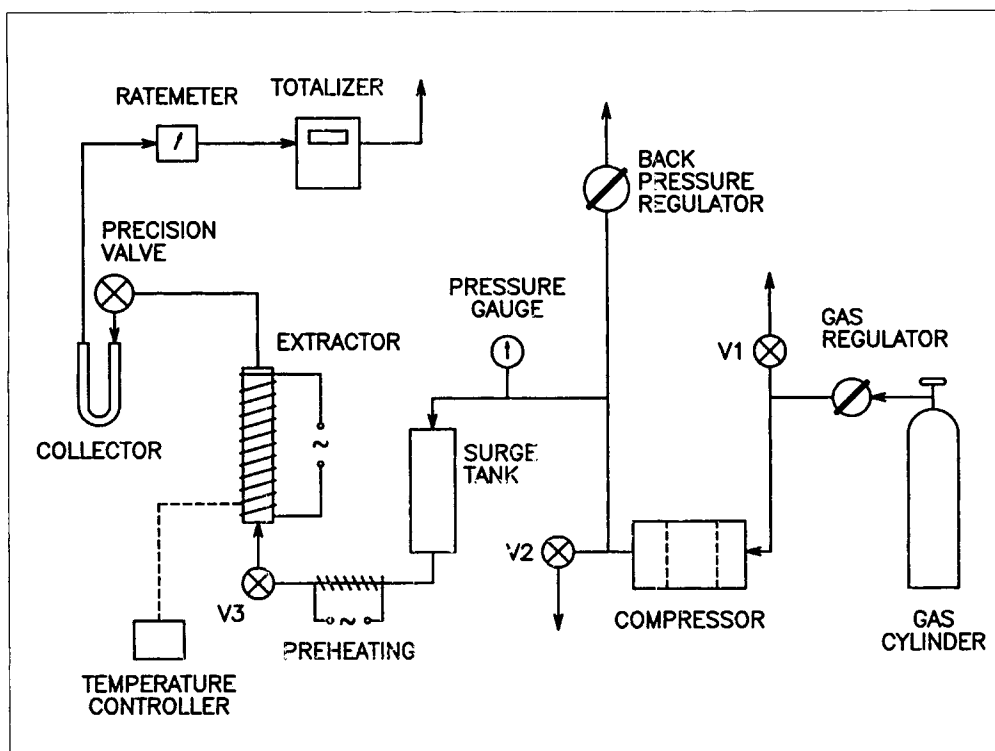 RATEMETER
TOTALIZER
PRECISION
VALVE
BACK
PRESSURE
REGULATOR
PRESSURE
GAUGE
GAS
REGULATOR
V1
EXTRACTOR
COLLECTOR
SURGE
TANK
V2
V3
PREHEATING
COMPRESSOR
GAS
CYLINDER
TEMPERATURE
CONTROLLER
~
~